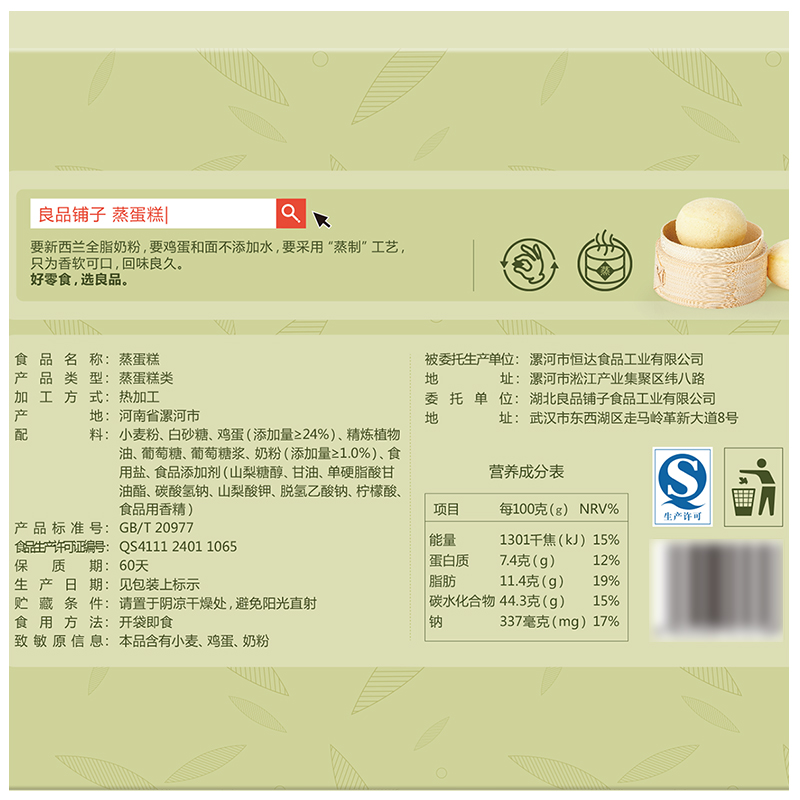 良品铺子 蒸蛋糕
要新西兰全脂奶粉，要鸡蛋和面不添加水，要采用“蒸制”工艺，
只为香软可口，回味良久。
好零食，选良品。
蒸
食品名称：蒸蛋糕
产品类型：蒸蛋糕类
加工方式：热加工
产地：河南省漯河市
配料：小麦粉、白砂糖、鸡蛋(添加量≥24%)、精炼植物
油、葡萄糖、葡萄糖浆、奶粉(添加量≥1.0%)、食
用盐、食品添加剂(山梨糖醇、甘油、单硬脂酸甘
油酯、碳酸氢钠、山梨酸钾、脱氢乙酸钠、柠檬酸、
食品用香精)
产品标准号：GB/T 20977
食品生产许可证编号：QS4111 2401 1065
保质期：60天
生产日期：见包装上标示
贮藏条件：请置于阴凉干燥处，避免阳光直射
食用方法：开袋即食
致敏原信息：本品含有小麦、鸡蛋、奶粉
被委托生产单位：漯河市恒达食品工业有限公司
地址：漯河市淞江产业集聚区纬八路
委托单位：湖北良品铺子食品工业有限公司
地址：武汉市东西湖区走马岭革新大道8号
营养成分表
项目 每100克(g) NRV%
能量 1301千焦(kJ) 15%
蛋白质 7.4克(g) 12%
脂肪 11.4克(g) 19%
碳水化合物 44.3克(g) 15%
钠 337毫克(mg) 17%
生产许可